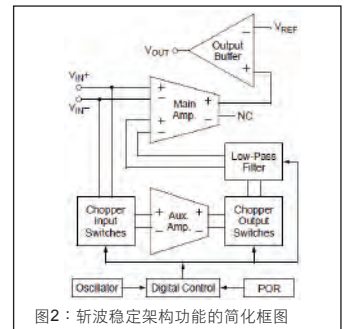 VREF
Output
Buffer
VOUT
VIN+
VIN−
Main
Amp.
NC
Low-Pass
Filter
Chopper
Input
Switches
Aux.
Amp.
Chopper
Output
Switches
Oscillator
Digital Control
POR
图2：斩波稳定架构功能的简化框图